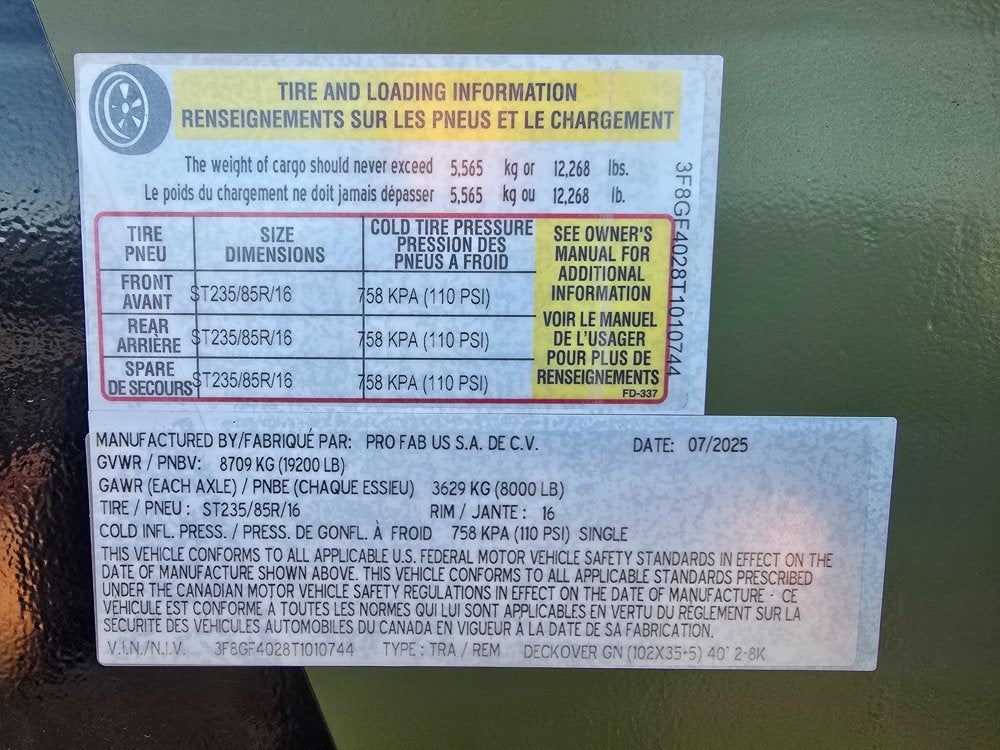 TIRE AND LOADING INFORMATION
RENSEIGNEMENTS SUR LES PNEUS ET LE CHARGEMENT
The weight of cargo should never exceed 5,565 kg or 12,268 lbs.
Le poids du chargement ne doit jamais dépasser 5,565 kg ou 12,268 lb.
TIRE PNEU SIZE DIMENSIONS COLD TIRE PRESSURE PRESSION DES PNEUS A FROID
FRONT AVANT ST235/85R/16 758 KPA (110 PSI)
REAR ARRIÈRE ST235/85R/16 758 KPA (110 PSI)
SPARE DE SECOURS ST235/85R/16 758 KPA (110 PSI)
SEE OWNER'S
MANUAL FOR
ADDITIONAL
INFORMATION
VOIR LE MANUEL
DE L'USAGER
POUR PLUS DE
RENSEIGNEMENTS
FD-337
3F8GF4028T1010744
MANUFACTURED BY/FABRIQUÉ PAR: PRO FAB US S.A. DE C.V. DATE: 07/2025
GVWR / PNBV: 8709 KG (19200 LB)
GAWR (EACH AXLE) / PNBE (CHAQUE ESSIEU) 3629 KG (8000 LB)
TIRE / PNEU : ST235/85R/16 RIM / JANTE : 16
COLD INFL. PRESS. / PRESS. DE GONFL. À FROID 758 KPA (110 PSI) SINGLE
THIS VEHICLE CONFORMS TO ALL APPLICABLE U.S. FEDERAL MOTOR VEHICLE SAFETY STANDARDS IN EFFECT ON THE
DATE OF MANUFACTURE SHOWN ABOVE. THIS VEHICLE CONFORMS TO ALL APPLICABLE STANDARDS PRESCRIBED
UNDER THE CANADIAN MOTOR VEHICLE SAFETY REGULATIONS IN EFFECT ON THE DATE OF MANUFACTURE - CE
VÉHICULE EST CONFORME A TOUTES LES NORMES QUI LUI SONT APPLICABLES EN VERTU DU RÈGLEMENT SUR LA
SÉCURITÉ DES VÉHICULES AUTOMOBILES DU CANADA EN VIGUEUR À LA DATE DE SA FABRICATION.
V.I.N./N.I.V. 3F8GF4028T1010744 TYPE : TRA / REM DECKOVER GN (102X35+5) 40' 2-8K